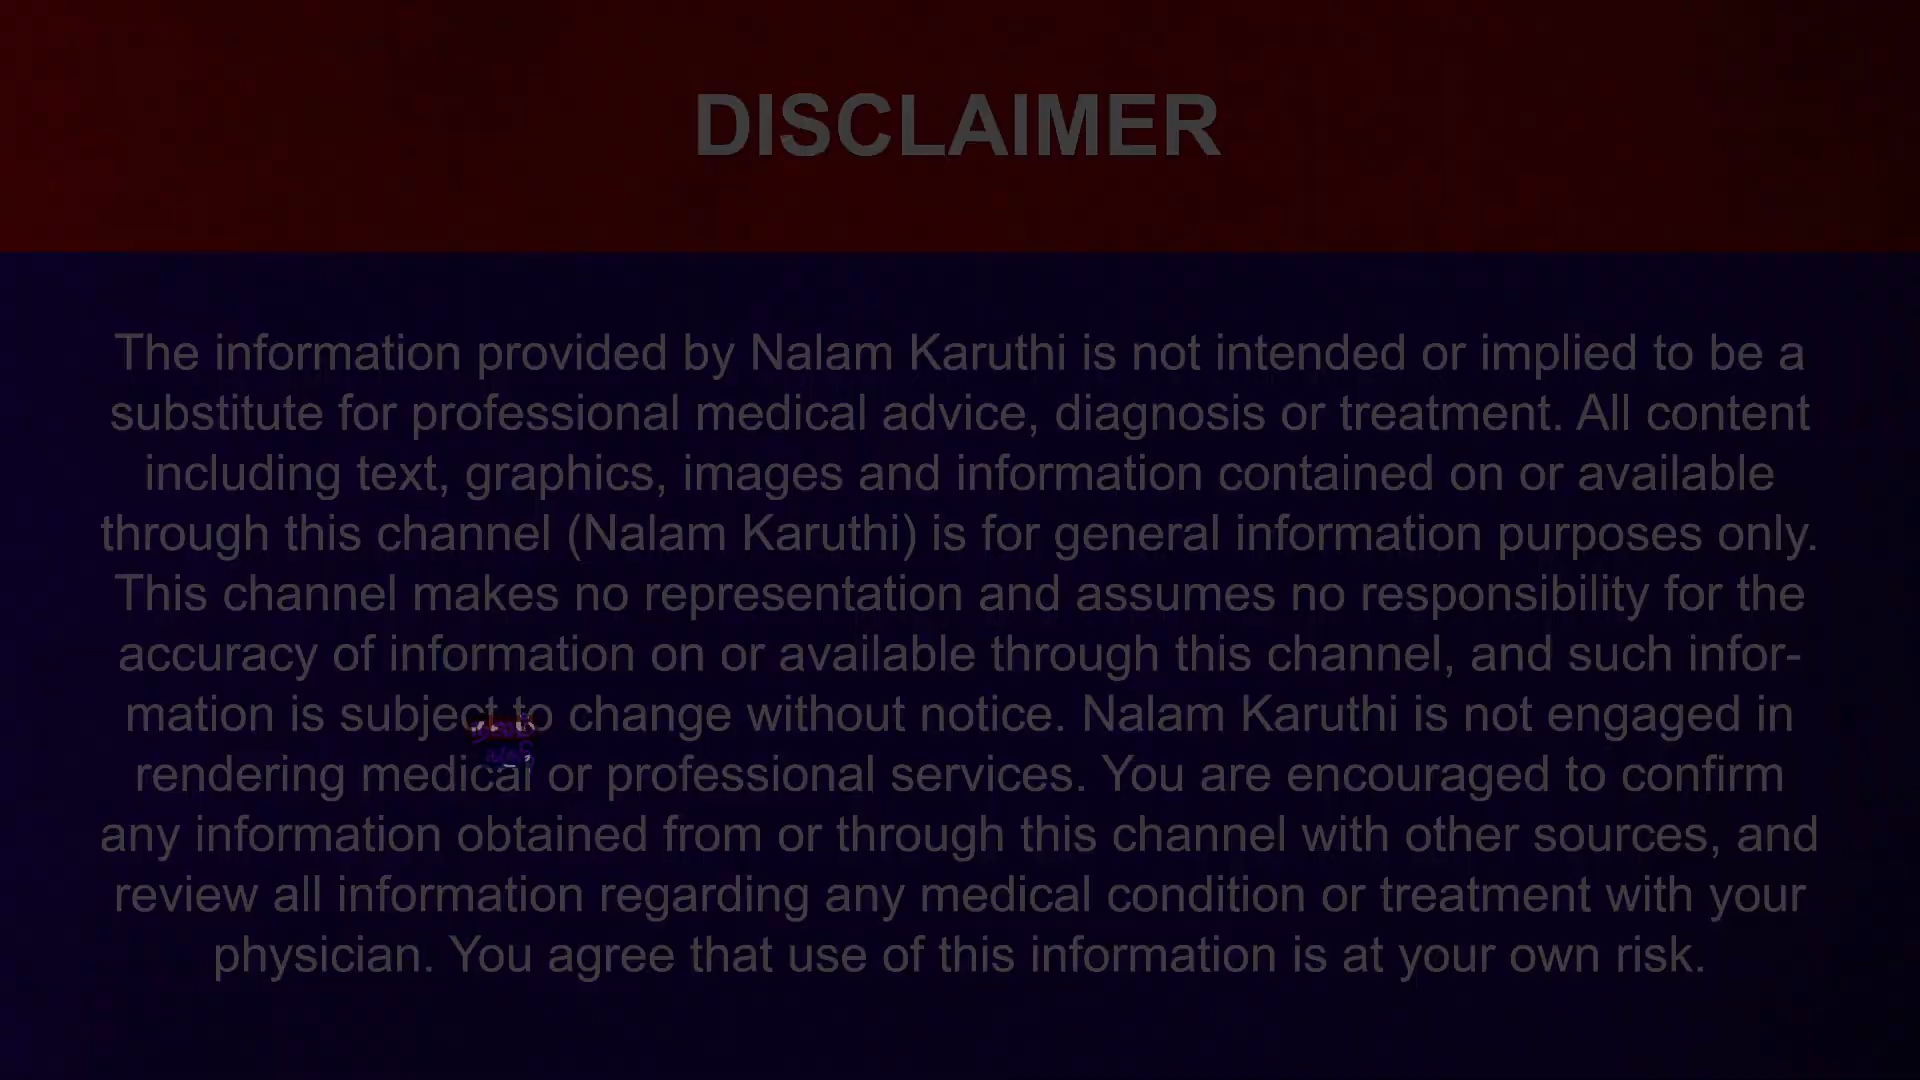 DISCLAIMER
The information provided by Nalam Karuthi is not intended or implied to be a
substitute for professional medical advice, diagnosis or treatment. All content
including text, graphics, images and information contained on or available
through this channel (Nalam Karuthi) is for general information purposes only.
This channel makes no representation and assumes no responsibility for the
accuracy of information on or available through this channel, and such infor-
mation is subject to change without notice. Nalam Karuthi is not engaged in
rendering medical or professional services. You are encouraged to confirm
any information obtained from or through this channel with other sources, and
review all information regarding any medical condition or treatment with your
physician. You agree that use of this information is at your own risk.